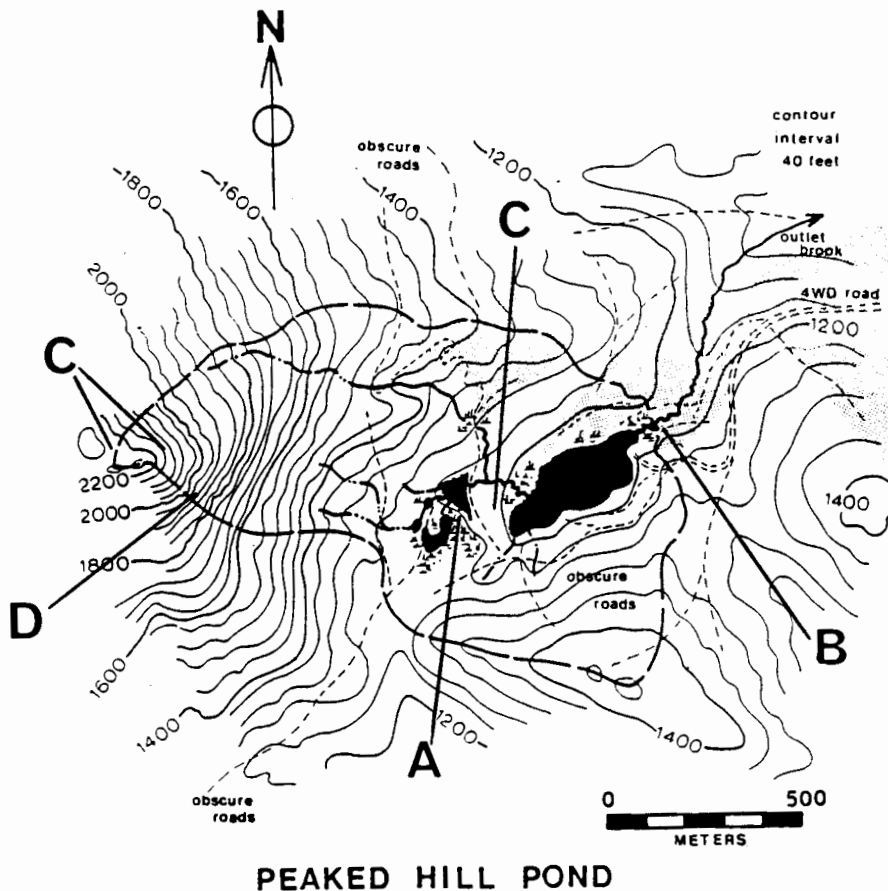 N
contour
interval
40 feet
obscure
roads
-1200
-1800
-1600
-1400
C
outlet
brook
2000
4WD road
1200
C
2200
2000
1400
1800
D
obscure
roads
B
1600
1400
1200-
1400
A
obscure
roads
0 500
METERS
PEAKED HILL POND